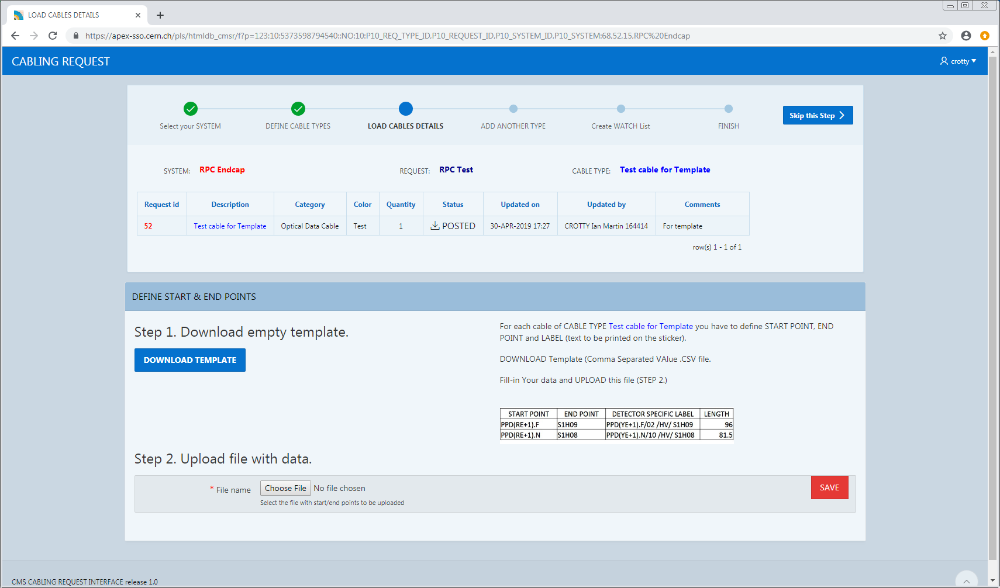 LOAD CABLES DETAILS
https://apex-sso.cern.ch/pls/htmldb_cmsr/f?p=123:10:5373598794540::NO:10:P10_REQ_TYPE_ID,P10_REQUEST_ID,P10_SYSTEM_ID,P10_SYSTEM:68,52,15,RPC%20Endcap
CABLING REQUEST
crotty
Select your SYSTEM
DEFINE CABLE TYPES
LOAD CABLES DETAILS
ADD ANOTHER TYPE
Create WATCH List
FINISH
Skip this Step
SYSTEM: RPC Endcap
REQUEST: RPC Test
CABLE TYPE: Test cable for Template
Request id Description Category Color Quantity Status Updated on Updated by Comments
52 Test cable for Template Optical Data Cable Test 1 POSTED 30-APR-2019 17:27 CROTTY Ian Martin 164414 For template
row(s) 1 - 1 of 1
DEFINE START & END POINTS
Step 1. Download empty template.
DOWNLOAD TEMPLATE
For each cable of CABLE TYPE Test cable for Template you have to define START POINT, END
POINT and LABEL (text to be printed on the sticker).
DOWNLOAD Template (Comma Separated VAlue .CSV file.
Fill-in Your data and UPLOAD this file (STEP 2.)
START POINT END POINT DETECTOR SPECIFIC LABEL LENGTH
PPD(RE+1).F S1H09 PPD(YE+1).F/02 /HV/ S1H09 96
PPD(RE+1).N S1H08 PPD(YE+1).N/10 /HV/ S1H08 81.5
Step 2. Upload file with data.
* File name Choose File No file chosen
SAVE
Select the file with start/end points to be uploaded
CMS CABLING REQUEST INTERFACE release 1.0